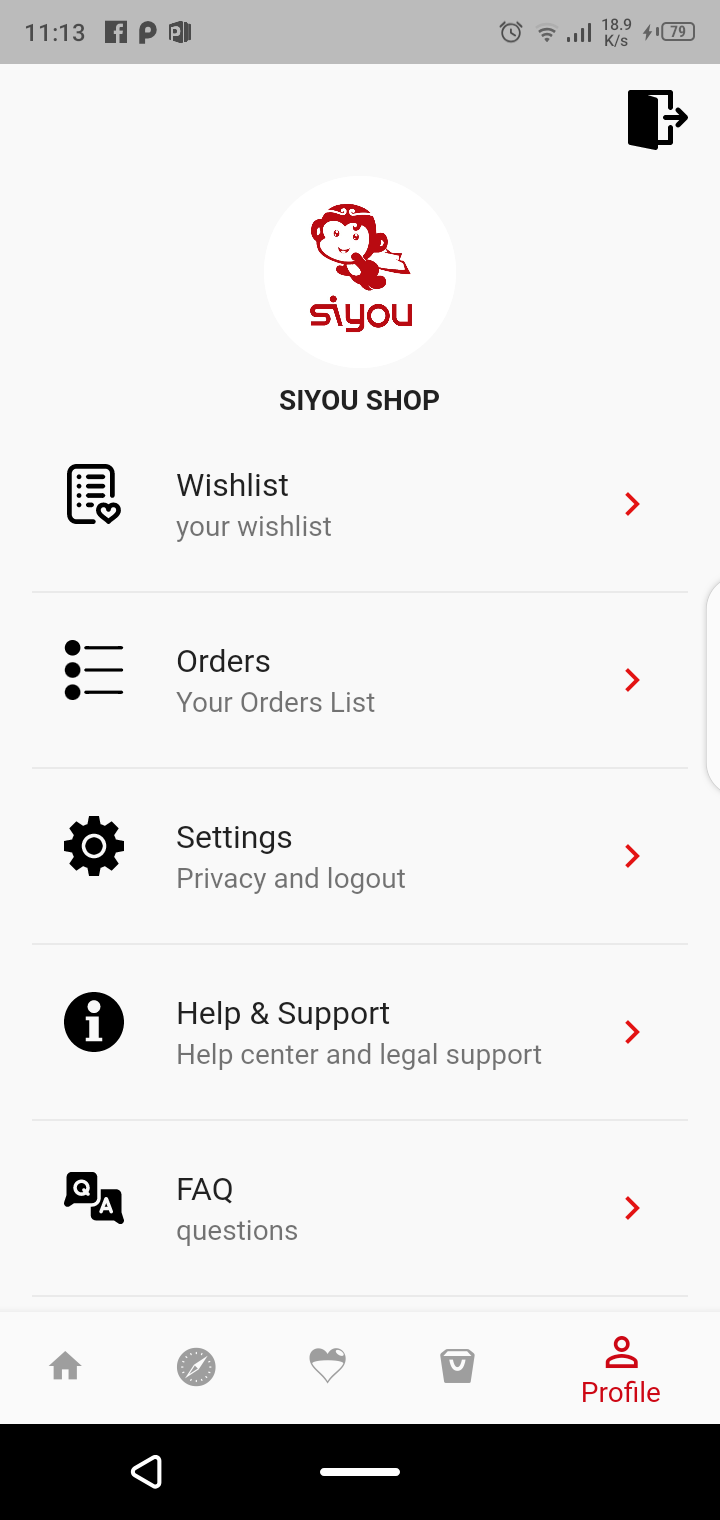 11:13
18.9
K/s
79
siyou
SIYOU SHOP
Wishlist
your wishlist
Orders
Your Orders List
Settings
Privacy and logout
Help & Support
Help center and legal support
Q
A
FAQ
questions
Profile